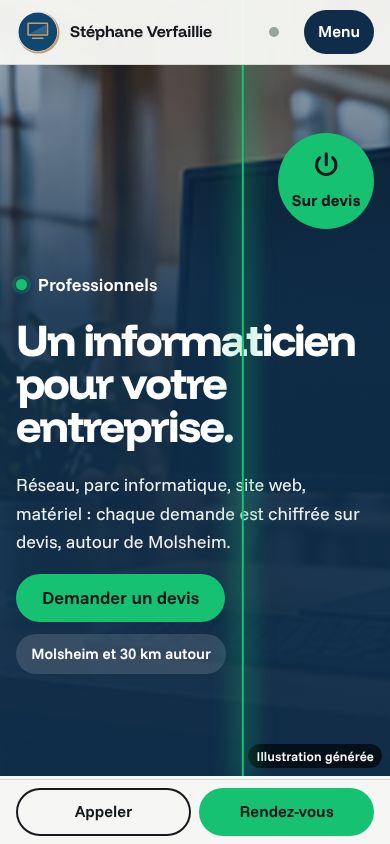 Stéphane Verfaillie
Menu
Sur devis
Professionnels
Un informaticien
pour votre
entreprise.
Réseau, parc informatique, site web,
matériel : chaque demande est chiffrée sur
devis, autour de Molsheim.
Demander un devis
Molsheim et 30 km autour
Illustration générée
Appeler
Rendez-vous